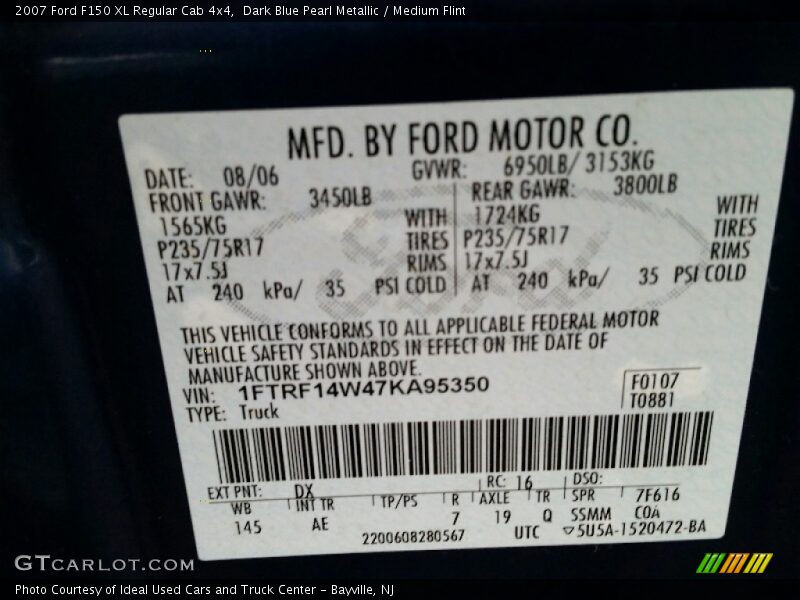 2007 Ford F150 XL Regular Cab 4x4,  Dark Blue Pearl Metallic / Medium Flint
MFD. BY FORD MOTOR CO.
DATE: 08/06 GVWR: 6950LB/ 3153KG
FRONT GAWR: 3450LB REAR GAWR: 3800LB
1565KG WITH 1724KG WITH
P235/75R17 TIRES P235/75R17 TIRES
17x7.5J RIMS 17x7.5J RIMS
AT 240 kPa/ 35 PSI COLD AT 240 kPa/ 35 PSI COLD
THIS VEHICLE CONFORMS TO ALL APPLICABLE FEDERAL MOTOR
VEHICLE SAFETY STANDARDS IN EFFECT ON THE DATE OF
MANUFACTURE SHOWN ABOVE.
VIN: 1FTRF14W47KA95350 F0107
TYPE: Truck T0881
EXT PNT: DX RC: 16 DSO:
WB INT TR TP/PS R AXLE TR SPR 7F616
145 AE 7 19 Q SSMM COA
2200608280567 UTC ▽5U5A-1520472-BA
GTCARLOT.COM
Photo Courtesy of Ideal Used Cars and Truck Center – Bayville, NJ